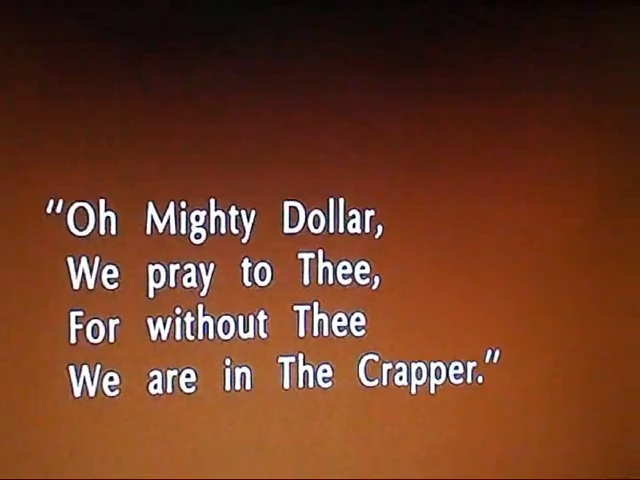 “Oh Mighty Dollar,
We pray to Thee,
For without Thee
We are in The Crapper.”